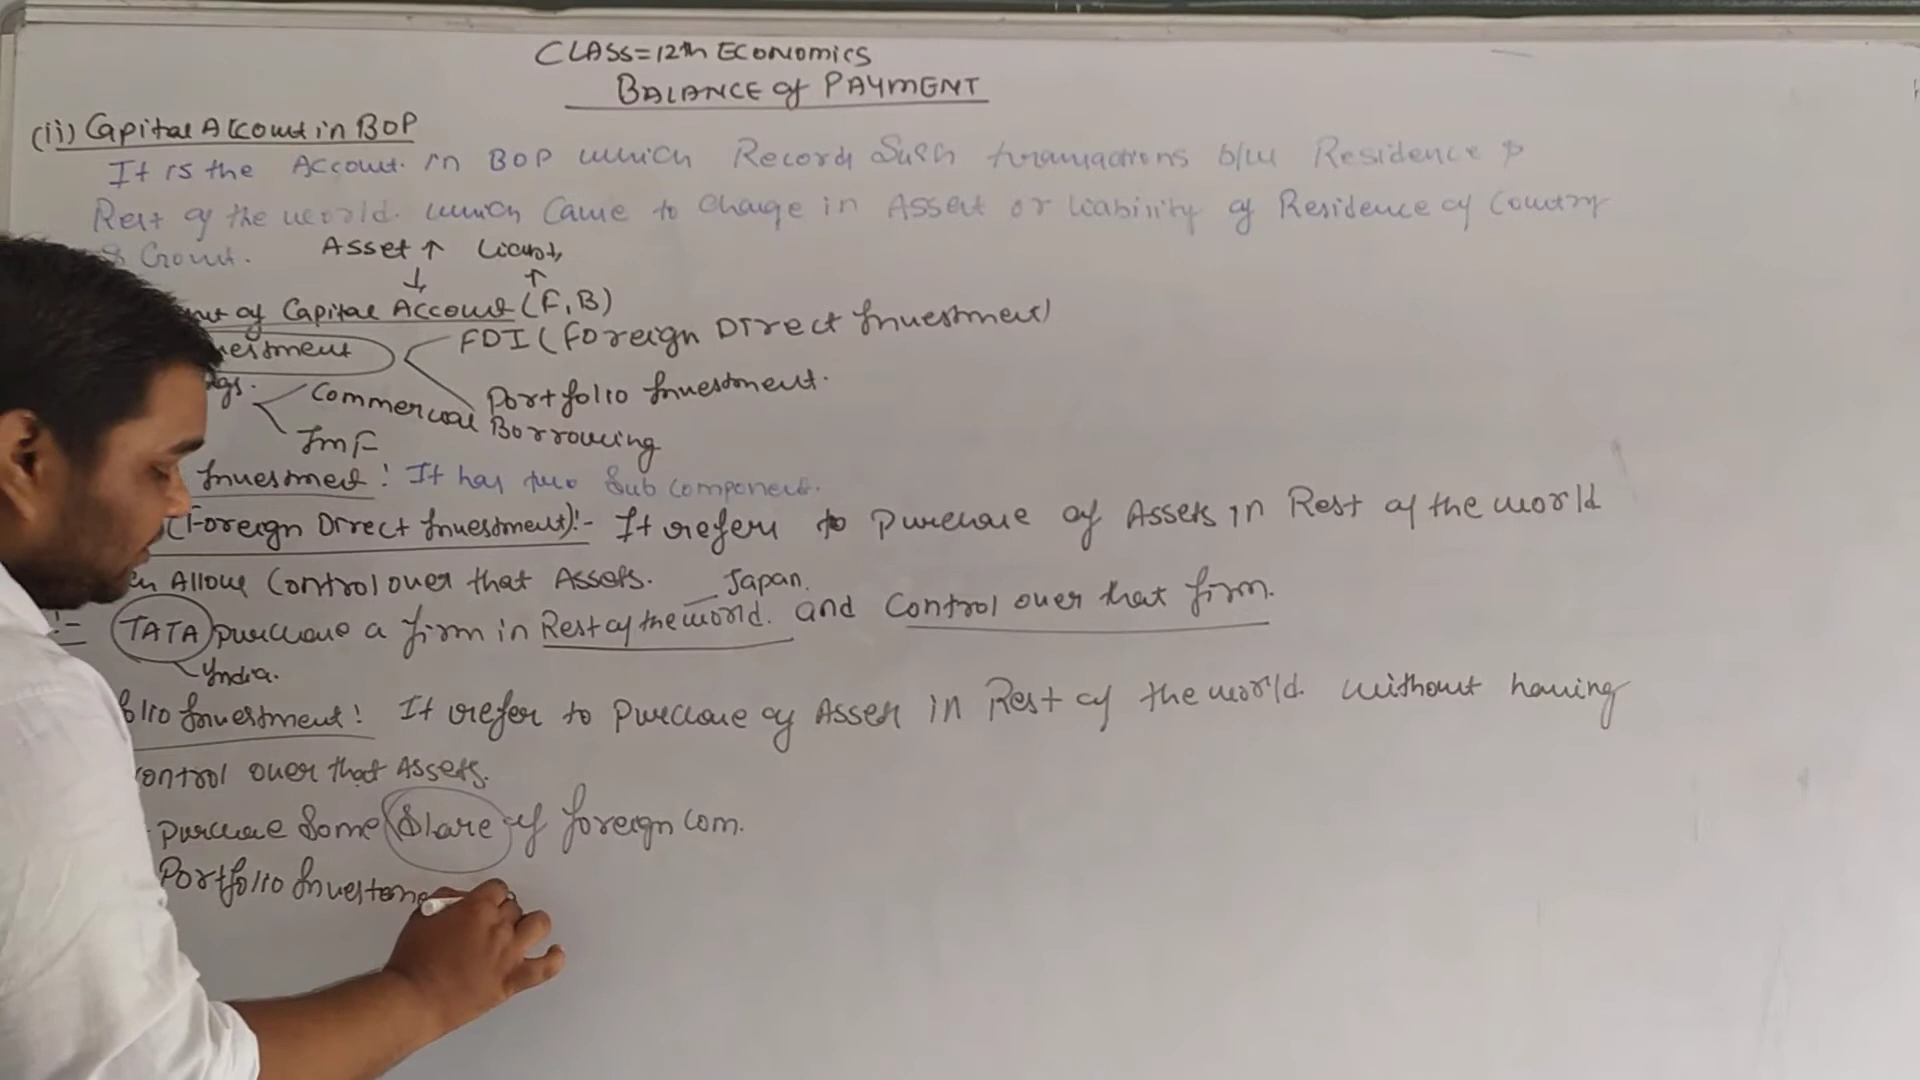 CLASS=12th ECONOMICS
BALANCE of PAYMENT
(ii) Capital Account in BOP
It is the Account in BOP which Record Such transactions b/w Residence &
Rest of the world. which Came to Change in Asset or liability of Residence of Country
& Govt. Asset ↑ Liab ↑
of Capital Account (F, B)
FDI (Foreign Direct Investment)
Commercial Borrowing
Portfolio Investment.
ImF
Investment: It has two Sub component.
(Foreign Direct Investment):- It refers to Purchase of Assets in Rest of the world
Allow Control over that Assets. Japan.
:= TATA purchase a firm in Rest of the world. and Control over that firm.
India.
folio Investment: It refer to Purchase of Asset in Rest of the world without having
control over that Assets.
purchase Some Share of foreign com.
Portfolio Investme